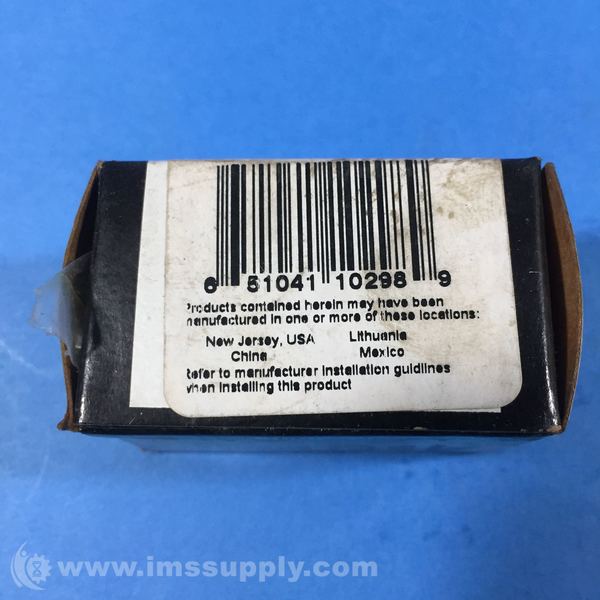 6 51041 10298 9
Products contained herein may have been
manufactured in one or more of these locations:
New Jersey, USA Lithuania
China Mexico
Refer to manufacturer installation guidlines
when installing this product
www.imssupply.com